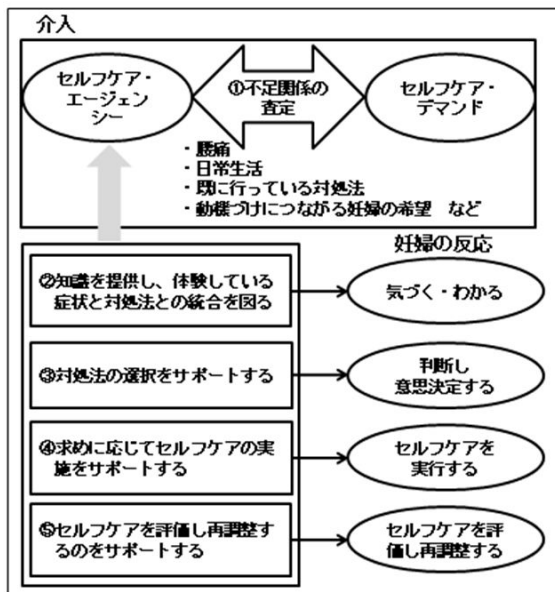 介入
セルフケア・
エージェン
シー
①不足関係の
査定
セルフケア・
デマンド
・腰痛
・日常生活
・既に行っている対処法
・動機づけにつながる妊婦の希望　など
妊婦の反応
②知識を提供し、体験している
症状と対処法との統合を図る
気づく・わかる
③対処法の選択をサポートする
判断し
意思決定する
④求めに応じてセルフケアの実
施をサポートする
セルフケアを
実行する
⑤セルフケアを評価し再調整す
るのをサポートする
セルフケアを評
価し再調整する